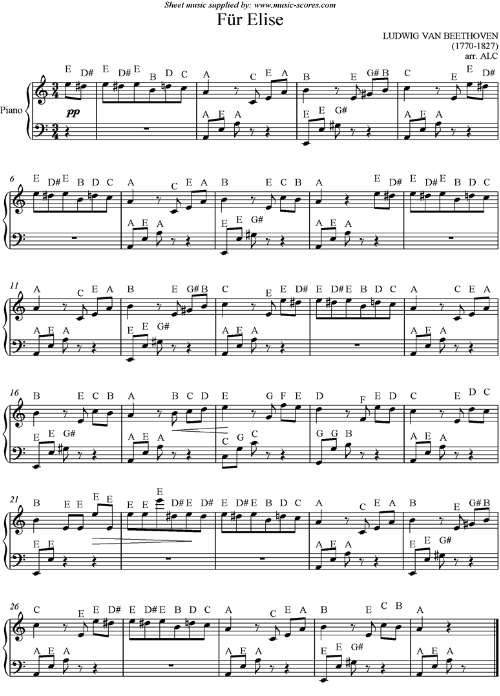 Sheet music supplied by: www.music-scores.com
Für Elise
LUDWIG VAN BEETHOVEN
(1770-1827)
arr. ALC
E D# E D# E B D C A C E A B E G# B C E E D#
Piano
pp
E A A E E G# A E A
6
E D# E B D C A C E A B E C B A E D# E D# E B D C
A E A E E G# A E A
11
A C E A B E G# B C E E D# E D# E B D C A C E A
A E A E E G# A E A A E A
16
B E C B A B C D E G F E D F E D C E D C
E E G# A E A C G C G G B A E A
21
B E E E E E E D# E D# E D# E D# E B D C A C E A B E G# B
E E A E A E E G#
26
C E E D# E D# E B D C A C E A B E C B A
A E A A E A E E G# A E A